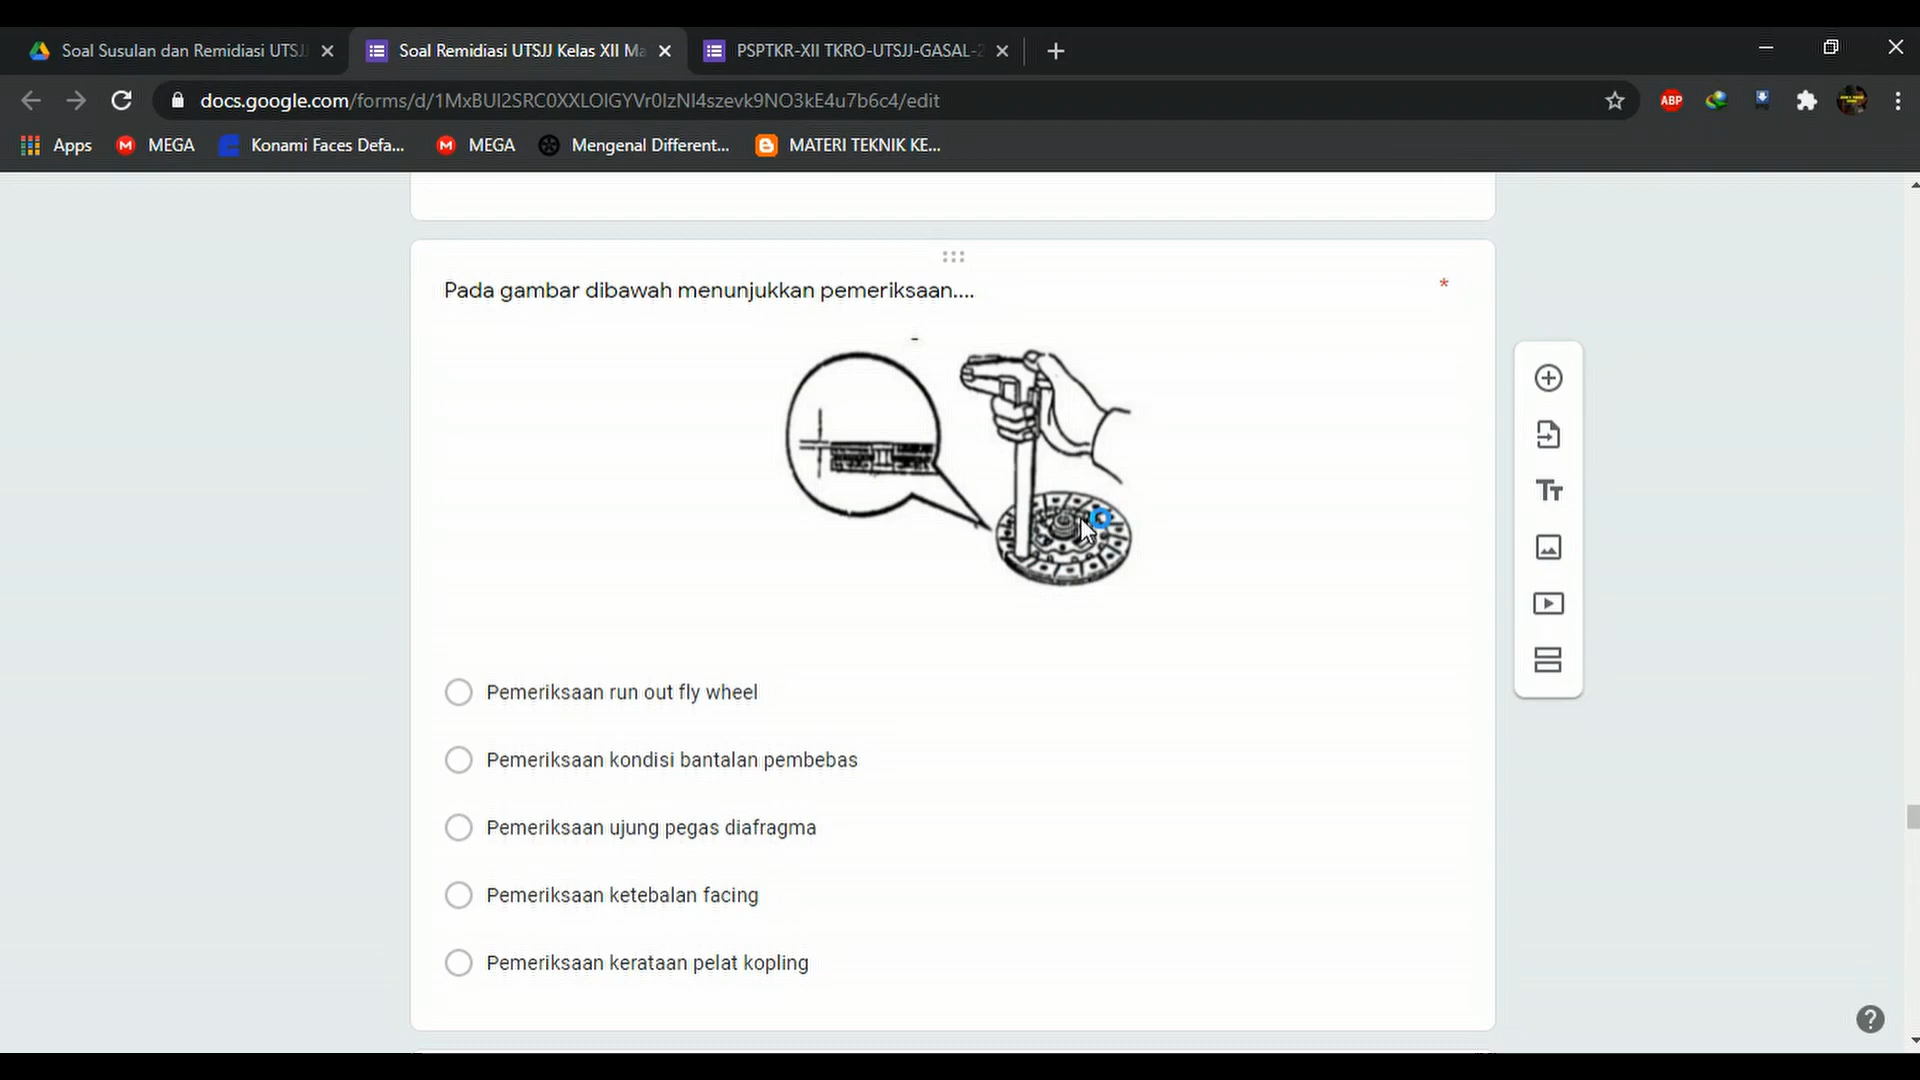 Soal Susulan dan Remidiasi UTSJJ
Soal Remidiasi UTSJJ Kelas XII Ma
PSPTKR-XII TKRO-UTSJJ-GASAL-2
docs.google.com/forms/d/1MxBUI2SRC0XXLOlGYVr0IzNI4szevk9NO3kE4u7b6c4/edit
ABP
Apps
MEGA
Konami Faces Defa...
MEGA
Mengenal Different...
MATERI TEKNIK KE...
Pada gambar dibawah menunjukkan pemeriksaan.... *
Pemeriksaan run out fly wheel
Pemeriksaan kondisi bantalan pembebas
Pemeriksaan ujung pegas diafragma
Pemeriksaan ketebalan facing
Pemeriksaan kerataan pelat kopling